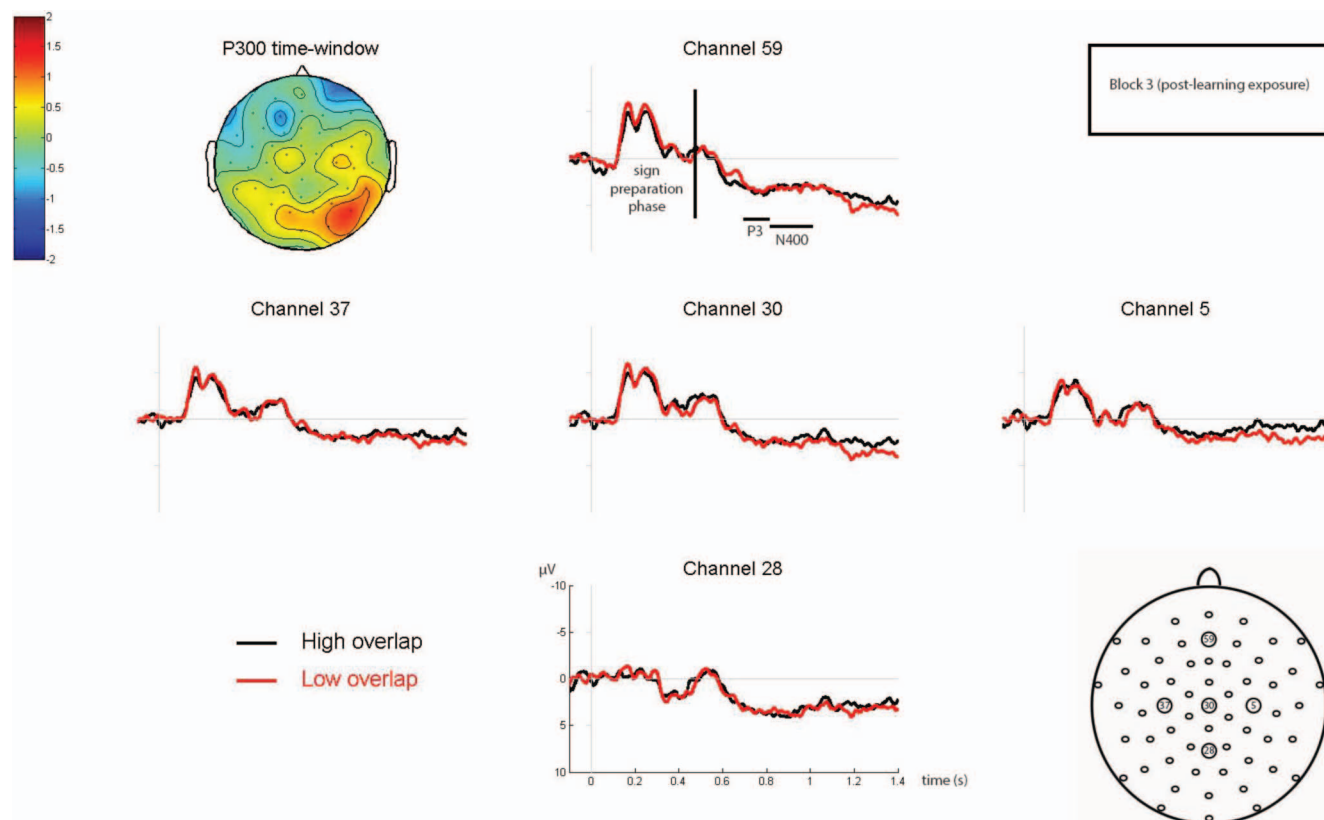 2
1.5
1
0.5
0
-0.5
-1
-1.5
-2
P300 time-window
Channel 59
sign
preparation
phase
P3
N400
Block 3 (post-learning exposure)
Channel 37
Channel 30
Channel 5
Channel 28
µV
-10
-5
0
5
10
0
0.2
0.4
0.6
0.8
1
1.2
1.4
time (s)
High overlap
Low overlap
59
37
30
5
28